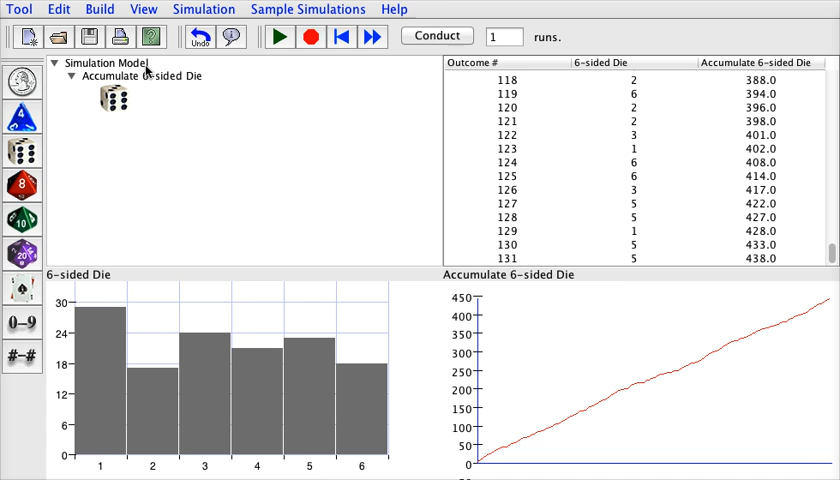 Tool Edit Build View Simulation Sample Simulations Help
Undo Conduct 1 runs.
Simulation Model
Accumulate 6-sided Die
4
8
10
20
0-9
#-#
Outcome # 6-sided Die Accumulate 6-sided Die
118 2 388.0
119 6 394.0
120 2 396.0
121 2 398.0
122 3 401.0
123 1 402.0
124 6 408.0
125 6 414.0
126 3 417.0
127 5 422.0
128 5 427.0
129 1 428.0
130 5 433.0
131 5 438.0
6-sided Die
30
24
18
12
6
0
1 2 3 4 5 6
Accumulate 6-sided Die
450
400
350
300
250
200
150
100
50
0